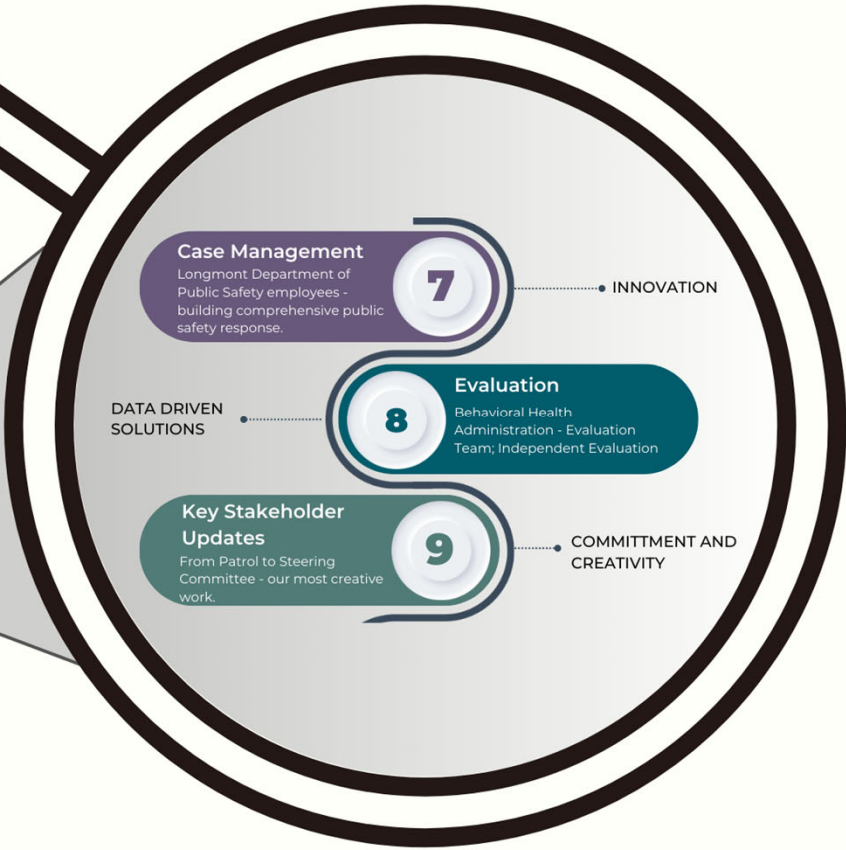 Case Management
Longmont Department of
Public Safety employees -
building comprehensive public
safety response.
7
INNOVATION
DATA DRIVEN
SOLUTIONS
8
Evaluation
Behavioral Health
Administration - Evaluation
Team; Independent Evaluation
Key Stakeholder
Updates
From Patrol to Steering
Committee - our most creative
work.
9
COMMITTMENT AND
CREATIVITY